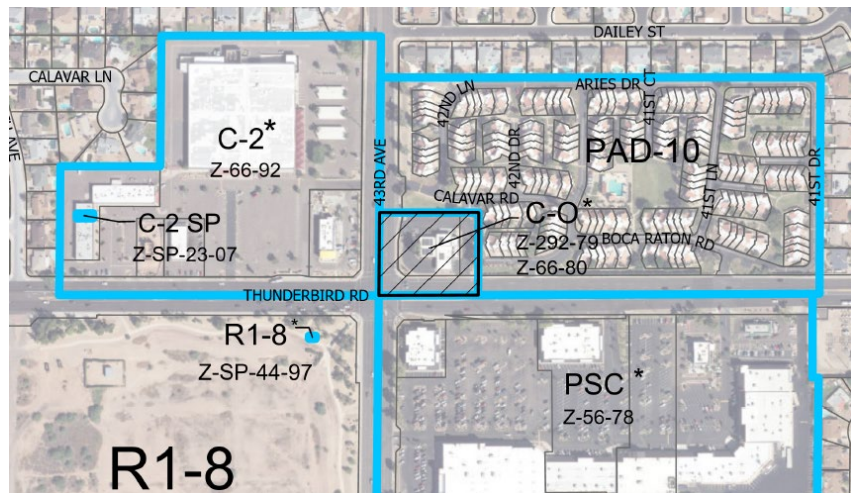 DAILEY ST
CALAVAR LN
ARIES DR
42ND LN
41ST CT
C-2*
Z-66-92
43RD AVE
42ND DR
PAD-10
41ST LN
41ST DR
AVE
CALAVAR RD
C-O*
C-2 SP
Z-292-79
BOCA RATON RD
Z-SP-23-07
Z-66-80
THUNDERBIRD RD
R1-8*
Z-SP-44-97
PSC *
Z-56-78
R1-8